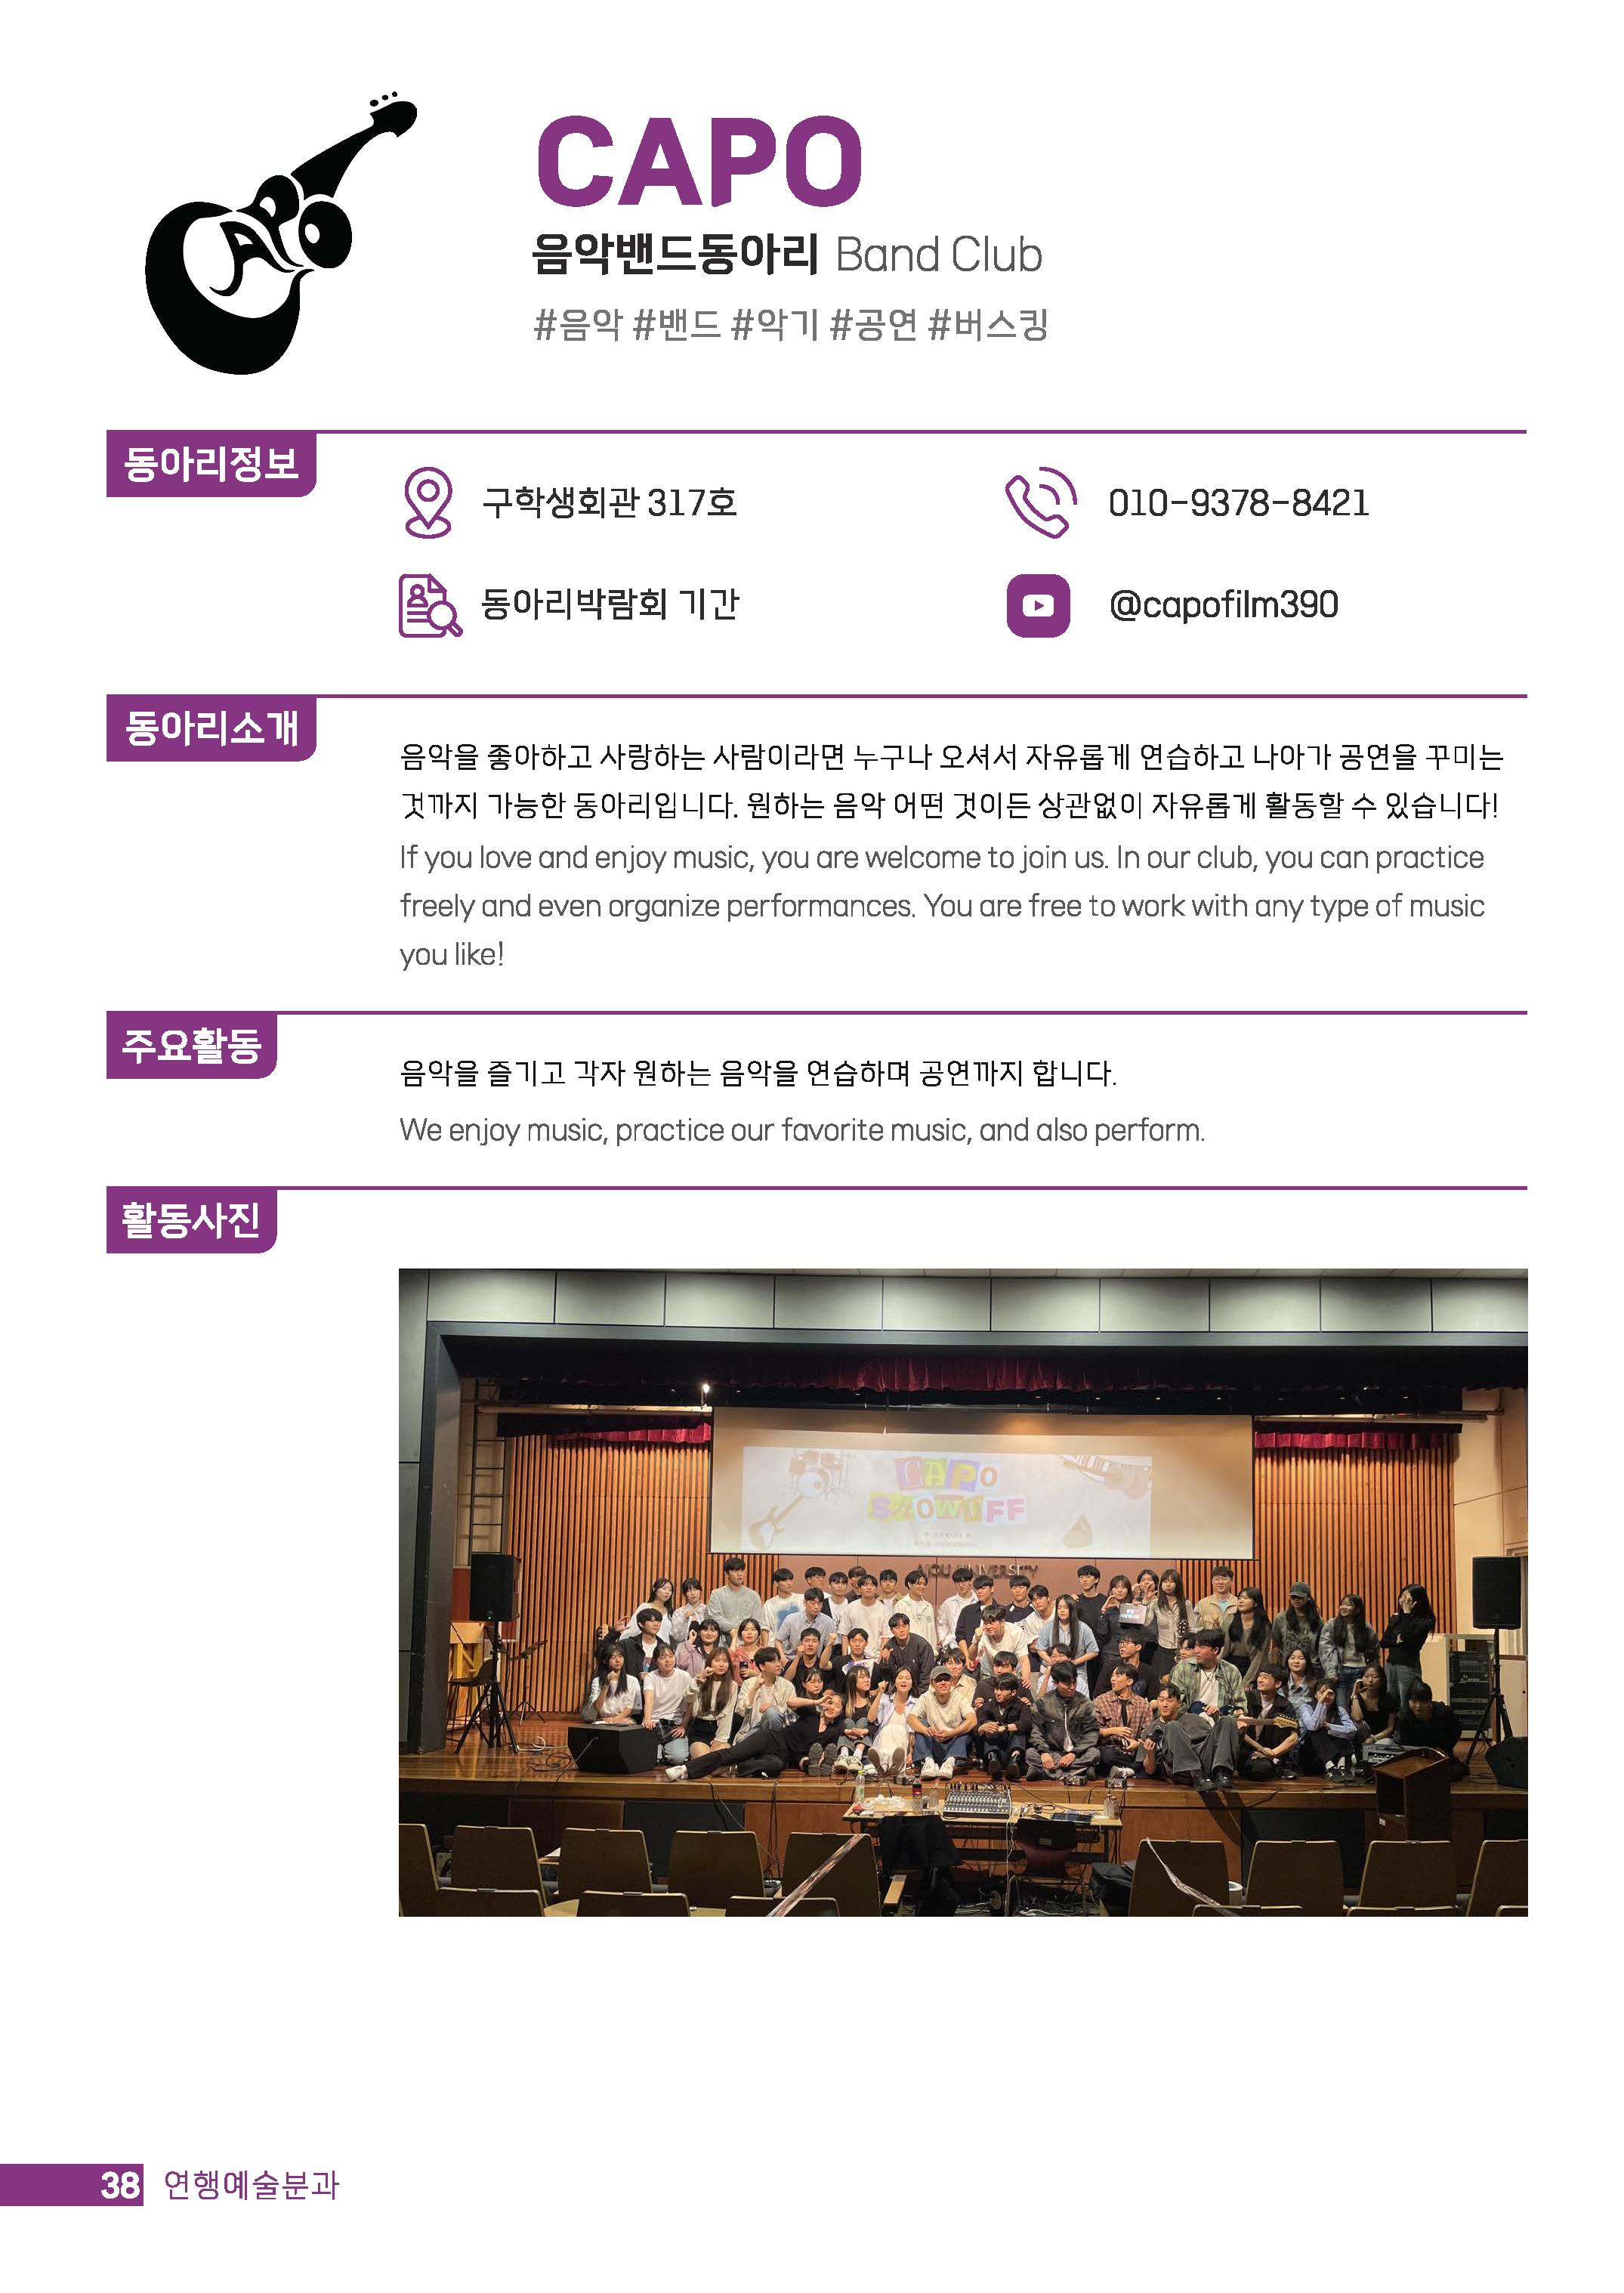 CAPO
CAPO
음악밴드동아리 Band Club
#음악 #밴드 #악기 #공연 #버스킹
동아리정보
구학생회관 317호
010-9378-8421
동아리박람회 기간
@capofilm390
동아리소개
음악을 좋아하고 사랑하는 사람이라면 누구나 오셔서 자유롭게 연습하고 나아가 공연을 꾸미는
것까지 가능한 동아리입니다. 원하는 음악 어떤 것이든 상관없이 자유롭게 활동할 수 있습니다!
If you love and enjoy music, you are welcome to join us. In our club, you can practice
freely and even organize performances. You are free to work with any type of music
you like!
주요활동
음악을 즐기고 각자 원하는 음악을 연습하며 공연까지 합니다.
We enjoy music, practice our favorite music, and also perform.
활동사진
CAPO
SHOWOFF
AJOU UNIVERSITY
38 연행예술분과